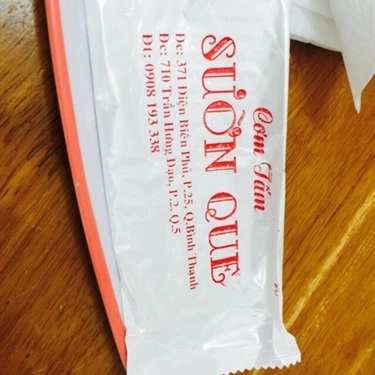 Cơm Tấm
SƯỜN QUE
Đc: 371 Điện Biên Phủ, P.25, Q.Bình Thạnh
Đc: 710 Trần Hưng Đạo, P.2, Q.5
Đt: 0908 193 338